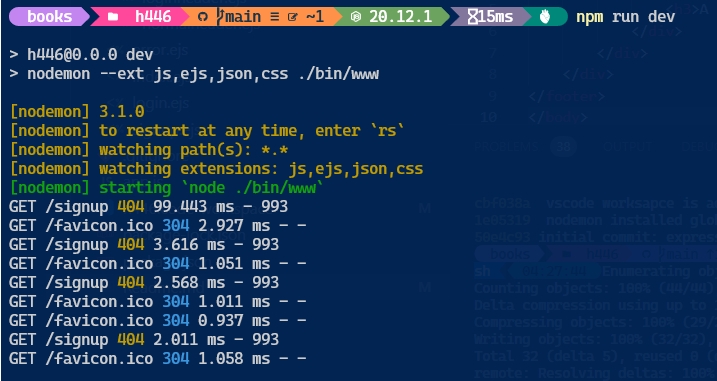 books h446 main ≡ ~1 20.12.1 15ms npm run dev
> h446@0.0.0 dev
> nodemon --ext js,ejs,json,css ./bin/www
[nodemon] 3.1.0
[nodemon] to restart at any time, enter `rs`
[nodemon] watching path(s): *.*
[nodemon] watching extensions: js,ejs,json,css
[nodemon] starting `node ./bin/www`
GET /signup 404 99.443 ms - 993
GET /favicon.ico 304 2.927 ms - -
GET /signup 404 3.616 ms - 993
GET /favicon.ico 304 1.051 ms - -
GET /signup 404 2.568 ms - 993
GET /favicon.ico 304 1.011 ms - -
GET /favicon.ico 304 0.937 ms - -
GET /signup 404 2.011 ms - 993
GET /favicon.ico 304 1.058 ms - -